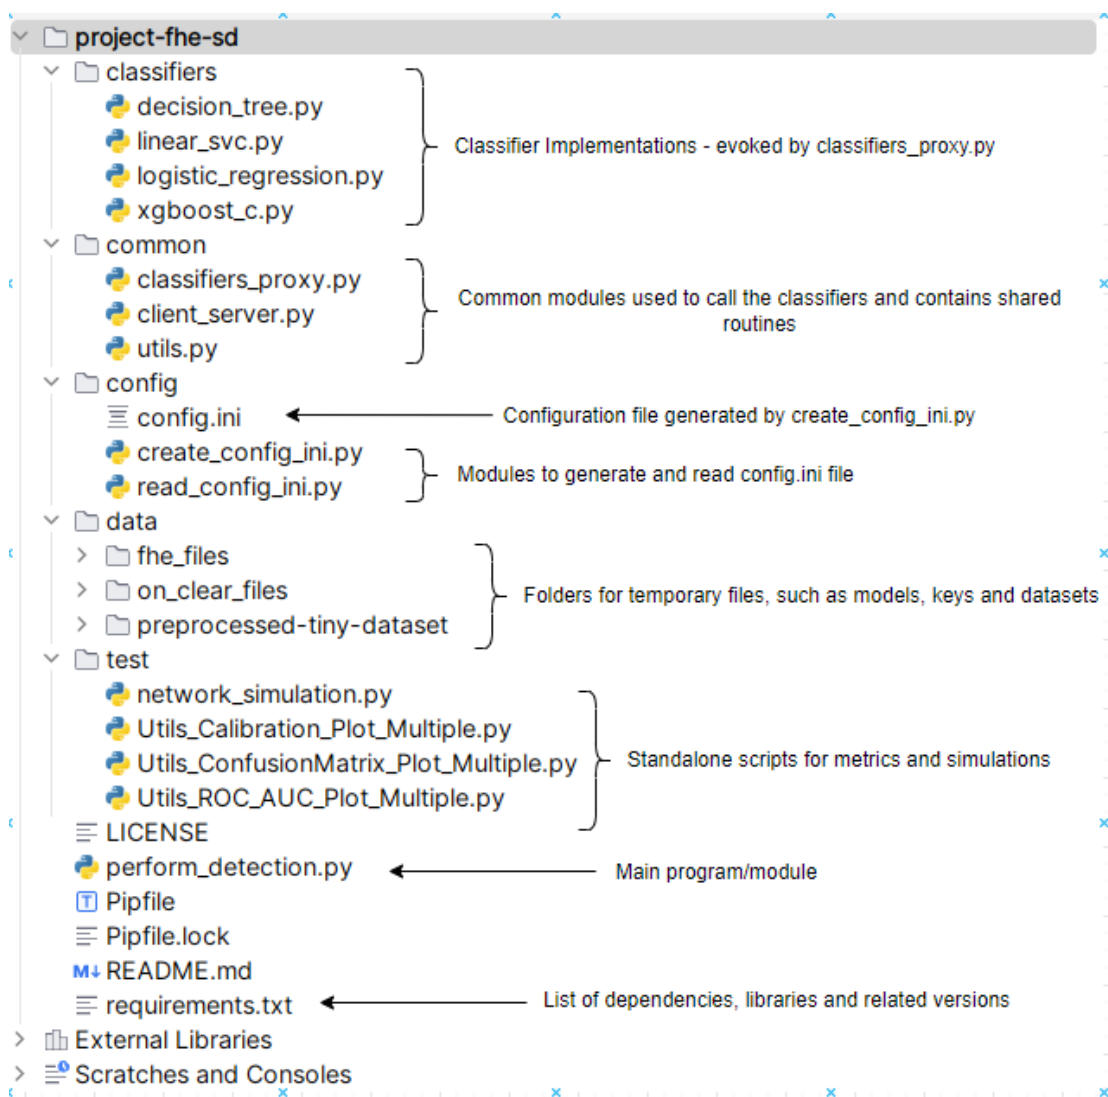 project-fhe-sd
classifiers
decision_tree.py
linear_svc.py
Classifier Implementations - evoked by classifiers_proxy.py
logistic_regression.py
xgboost_c.py
common
classifiers_proxy.py
Common modules used to call the classifiers and contains shared
routines
client_server.py
utils.py
config
config.ini
Configuration file generated by create_config_ini.py
create_config_ini.py
Modules to generate and read config.ini file
read_config_ini.py
data
fhe_files
on_clear_files
Folders for temporary files, such as models, keys and datasets
preprocessed-tiny-dataset
test
network_simulation.py
Utils_Calibration_Plot_Multiple.py
Utils_ConfusionMatrix_Plot_Multiple.py
Standalone scripts for metrics and simulations
Utils_ROC_AUC_Plot_Multiple.py
LICENSE
perform_detection.py
Main program/module
T Pipfile
Pipfile.lock
M↓ README.md
requirements.txt
List of dependencies, libraries and related versions
External Libraries
Scratches and Consoles